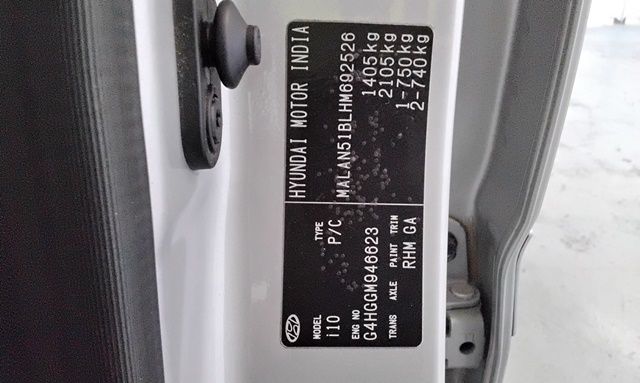 HYUNDAI MOTOR INDIA
MALAN51BLHM692526
1405kg
2105kg
1-750kg
2-740kg
MODEL TYPE
i10 P/C
ENG NO
G4HGGM946623
TRANS AXLE PAINT TRIM
RHM GA